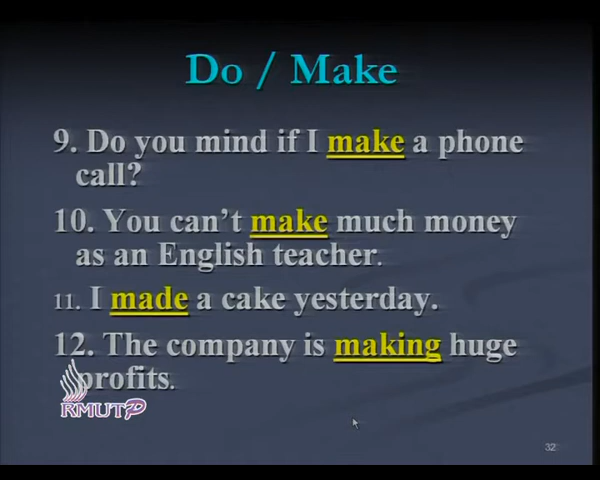 Do / Make
9. Do you mind if I make a phone
call?
10. You can't make much money
as an English teacher.
11. I made a cake yesterday.
12. The company is making huge
profits.
RMUTP
32